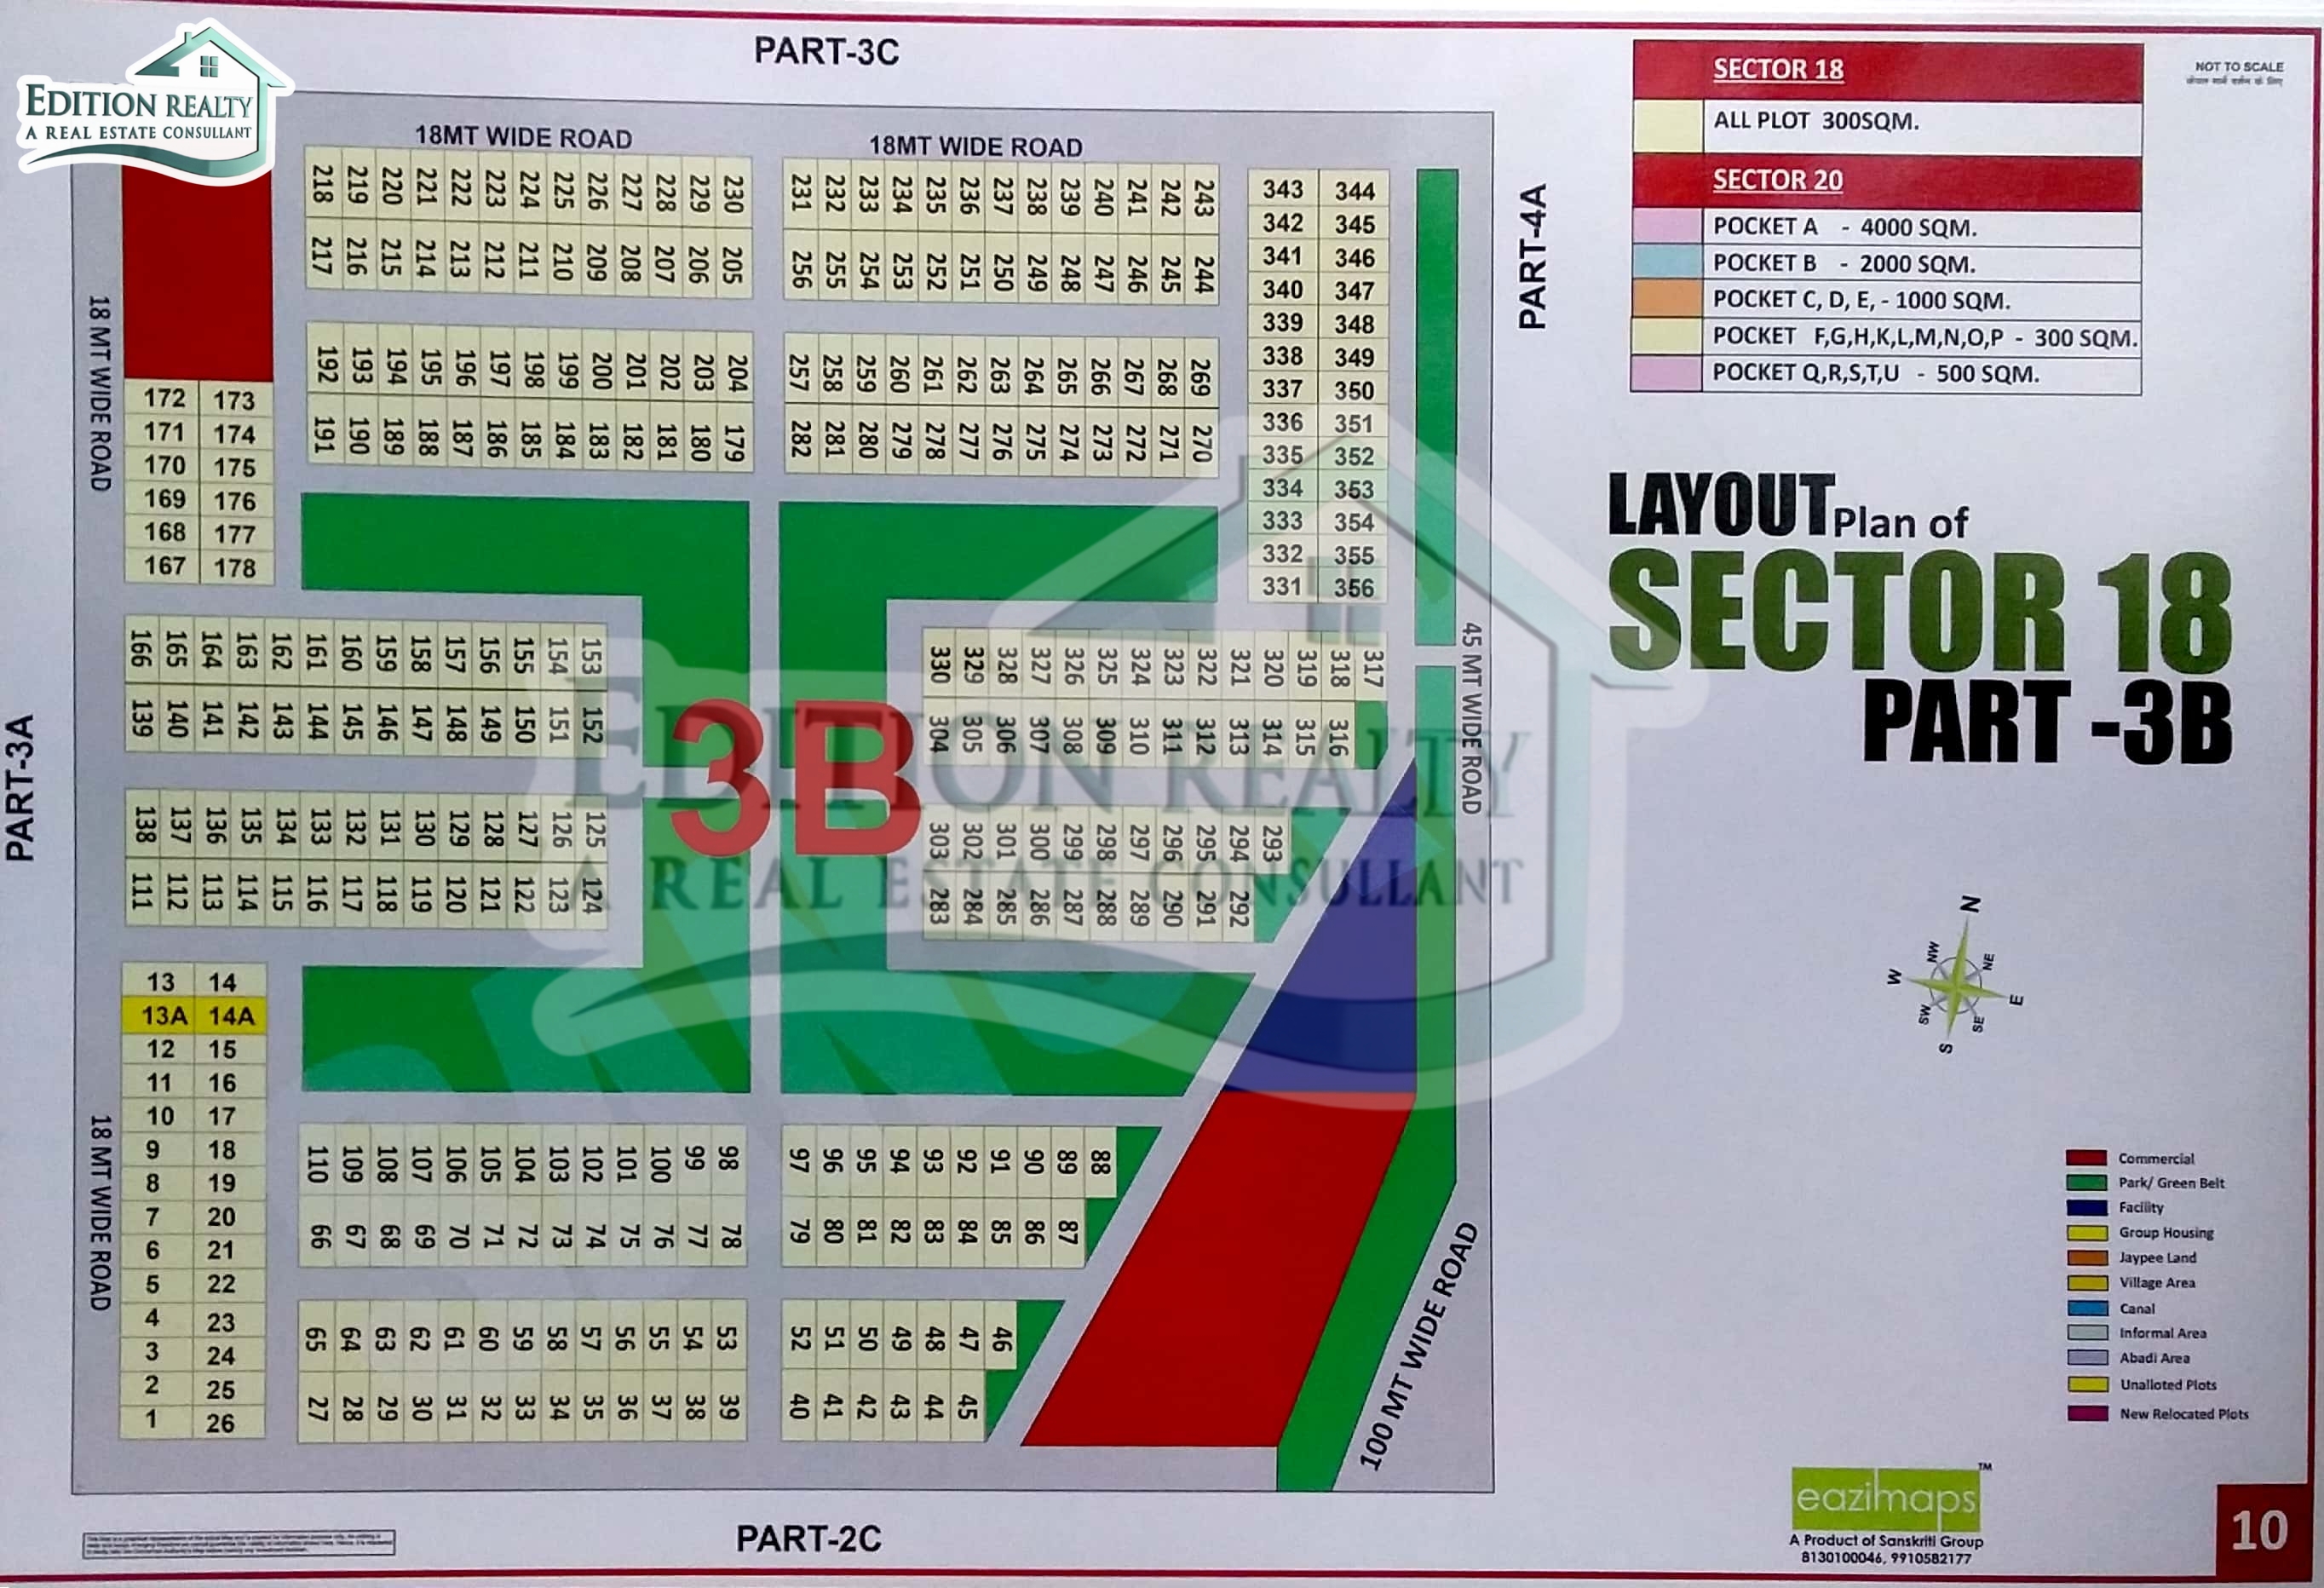 EDITION REALTY
A REAL ESTATE CONSULLANT
PART-3C
NOT TO SCALE
SECTOR 18
ALL PLOT 300SQM.
SECTOR 20
POCKET A - 4000 SQM.
POCKET B - 2000 SQM.
POCKET C, D, E, - 1000 SQM.
POCKET F,G,H,K,L,M,N,O,P - 300 SQM.
POCKET Q,R,S,T,U - 500 SQM.
18MT WIDE ROAD
18MT WIDE ROAD
218 219 220 221 222 223 224 225 226 227 228 229 230
217 216 215 214 213 212 211 210 209 208 207 206 205
231 232 233 234 235 236 237 238 239 240 241 242 243
256 255 254 253 252 251 250 249 248 247 246 245 244
343 344
342 345
341 346
340 347
339 348
338 349
337 350
336 351
335 352
334 353
333 354
332 355
331 356
PART-4A
18 MT WIDE ROAD
192 193 194 195 196 197 198 199 200 201 202 203 204
191 190 189 188 187 186 185 184 183 182 181 180 179
257 258 259 260 261 262 263 264 265 266 267 268 269
282 281 280 279 278 277 276 275 274 273 272 271 270
172 173
171 174
170 175
169 176
168 177
167 178
LAYOUT Plan of
SECTOR 18
PART -3B
166 165 164 163 162 161 160 159 158 157 156 155 154 153
139 140 141 142 143 144 145 146 147 148 149 150 151 152
330 329 328 327 326 325 324 323 322 321 320 319 318 317
304 305 306 307 308 309 310 311 312 313 314 315 316
45 MT WIDE ROAD
PART-3A
3B
EDITION REALTY
A REAL ESTATE CONSULLANT
138 137 136 135 134 133 132 131 130 129 128 127 126 125
111 112 113 114 115 116 117 118 119 120 121 122 123 124
303 302 301 300 299 298 297 296 295 294 293
283 284 285 286 287 288 289 290 291 292
N
NW NE
W E
SW SE
S
13 14
13A 14A
12 15
11 16
10 17
9 18
8 19
7 20
6 21
5 22
4 23
3 24
2 25
1 26
18 MT WIDE ROAD
110 109 108 107 106 105 104 103 102 101 100 99 98
66 67 68 69 70 71 72 73 74 75 76 77 78
97 96 95 94 93 92 91 90 89 88
79 80 81 82 83 84 85 86 87
65 64 63 62 61 60 59 58 57 56 55 54 53
27 28 29 30 31 32 33 34 35 36 37 38 39
52 51 50 49 48 47 46
40 41 42 43 44 45
100 MT WIDE ROAD
Commercial
Park/ Green Belt
Facility
Group Housing
Jaypee Land
Village Area
Canal
Informal Area
Abadi Area
Unalloted Plots
New Relocated Plots
PART-2C
eazimaps
TM
A Product of Sanskriti Group
8130100046, 9910582177
10